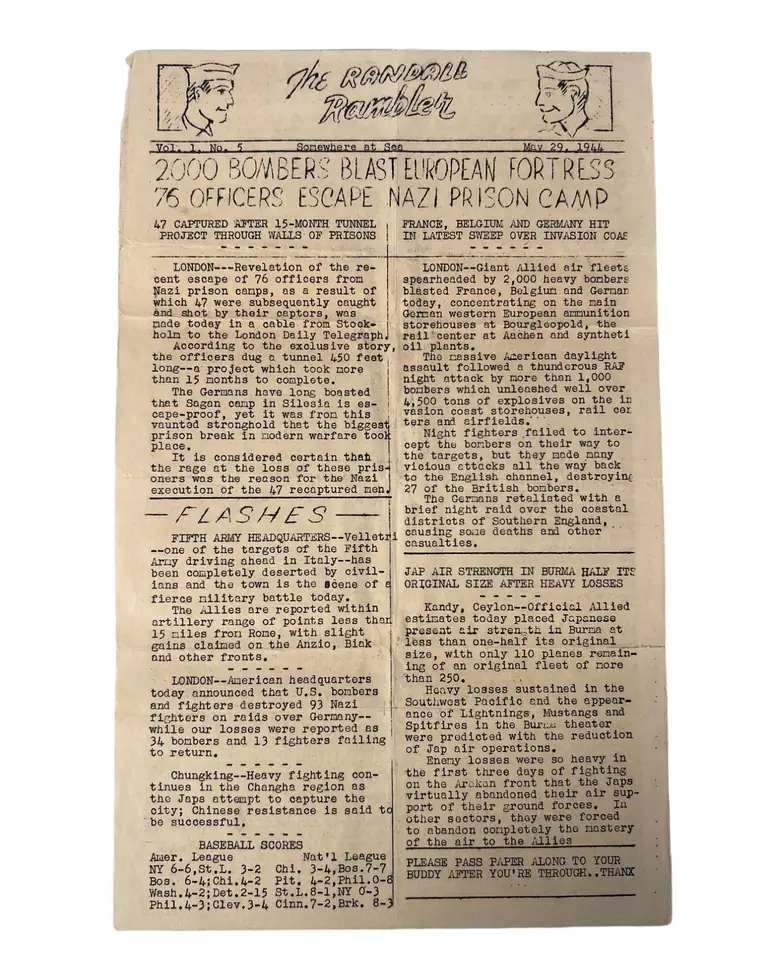 The RANDALL
Rambler
Vol. 1, No. 5 Somewhere at Sea May 29, 1944
2,000 BOMBERS BLAST EUROPEAN FORTRESS
76 OFFICERS ESCAPE NAZI PRISON CAMP
47 CAPTURED AFTER 15-MONTH TUNNEL
PROJECT THROUGH WALLS OF PRISONS
- - - - - - -
LONDON---Revelation of the re-
cent escape of 76 officers from
Nazi prison camps, as a result of
which 47 were subsequently caught
and shot by their captors, was
made today in a cable from Stock-
holm to the London Daily Telegraph.
According to the exclusive story,
the officers dug a tunnel 450 feet
long--a project which took more
than 15 months to complete.
The Germans have long boasted
that Sagan camp in Silesia is es-
cape-proof, yet it was from this
vaunted stronghold that the biggest
prison break in modern warfare took
place.
It is considered certain that
the rage at the loss of these pris-
oners was the reason for the Nazi
execution of the 47 recaptured men.
— FLASHES —
FIFTH ARMY HEADQUARTERS--Velletri
--one of the targets of the Fifth
Army driving ahead in Italy--has
been completely deserted by civil-
ians and the town is the scene of a
fierce military battle today.
The Allies are reported within
artillery range of points less than
15 miles from Rome, with slight
gains claimed on the Anzio, Biak
and other fronts.
- - - - - -
LONDON--American headquarters
today announced that U.S. bombers
and fighters destroyed 93 Nazi
fighters on raids over Germany--
while our losses were reported as
34 bombers and 13 fighters failing
to return.
- - - - - -
Chungking--Heavy fighting con-
tinues in the Changha region as
the Japs attempt to capture the
city; Chinese resistance is said to
be successful.
- - - - - -
BASEBALL SCORES
Amer. League Nat'l League
NY 6-6,St.L. 3-2 Chi. 3-4,Bos.7-7
Bos. 6-4;Chi.4-2 Pit. 4-2,Phil.0-8
Wash.4-2;Det.2-15 St.L.8-1,NY 0-3
Phil.4-3;Clev.3-4 Cinn.7-2,Brk. 8-3
FRANCE, BELGIUM AND GERMANY HIT
IN LATEST SWEEP OVER INVASION COAS
- - - - - -
LONDON--Giant Allied air fleets
spearheaded by 2,000 heavy bombers
blasted France, Belgium and German
today, concentrating on the main
German western European ammunition
storehouses at Bourgleopold, the
rail center at Aachen and syntheti
oil plants.
The massive American daylight
assault followed a thunderous RAF
night attack by more than 1,000
bombers which unleashed well over
4,500 tons of explosives on the in
vasion coast storehouses, rail cen
ters and airfields.
Night fighters failed to inter-
cept the bombers on their way to
the targets, but they made many
vicious attacks all the way back
to the English channel, destroying
27 of the British bombers.
The Germans retaliated with a
brief night raid over the coastal
districts of Southern England,
causing some deaths and other
casualties.
JAP AIR STRENGTH IN BURMA HALF ITS
ORIGINAL SIZE AFTER HEAVY LOSSES
- - - - -
Kandy, Ceylon--Official Allied
estimates today placed Japanese
present air strength in Burma at
less than one-half its original
size, with only 110 planes remain-
ing of an original fleet of more
than 250.
Heavy losses sustained in the
Southwest Pacific and the appear-
ance of Lightnings, Mustangs and
Spitfires in the Burma theater
were predicted with the reduction
of Jap air operations.
Enemy losses were so heavy in
the first three days of fighting
on the Arakan front that the Japs
virtually abandoned their air sup-
port of their ground forces. In
other sectors, they were forced
to abandon completely the mastery
of the air to the Allies
PLEASE PASS PAPER ALONG TO YOUR
BUDDY AFTER YOU'RE THROUGH..THANX